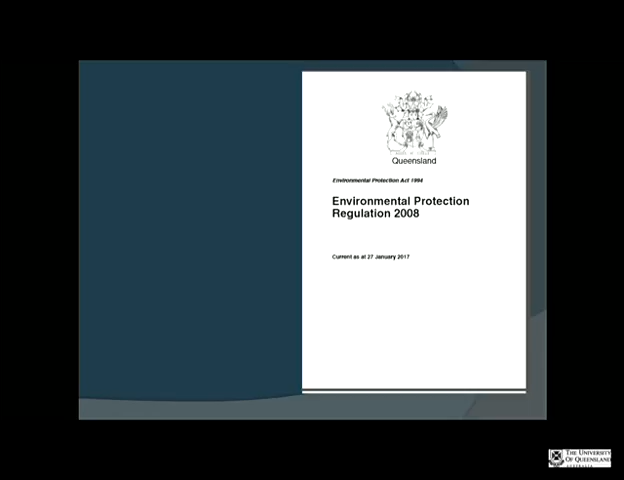 Queensland
Environmental Protection Act 1994
Environmental Protection
Regulation 2008
Current as at 27 January 2017
THE UNIVERSITY
OF QUEENSLAND
AUSTRALIA